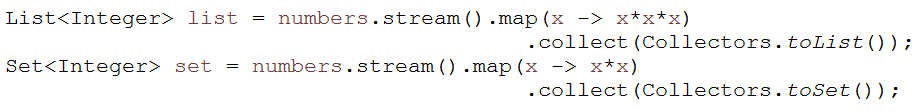 List<Integer> list = numbers.stream().map(x -> x*x*x)
.collect(Collectors.toList());
Set<Integer> set = numbers.stream().map(x -> x*x)
.collect(Collectors.toSet());